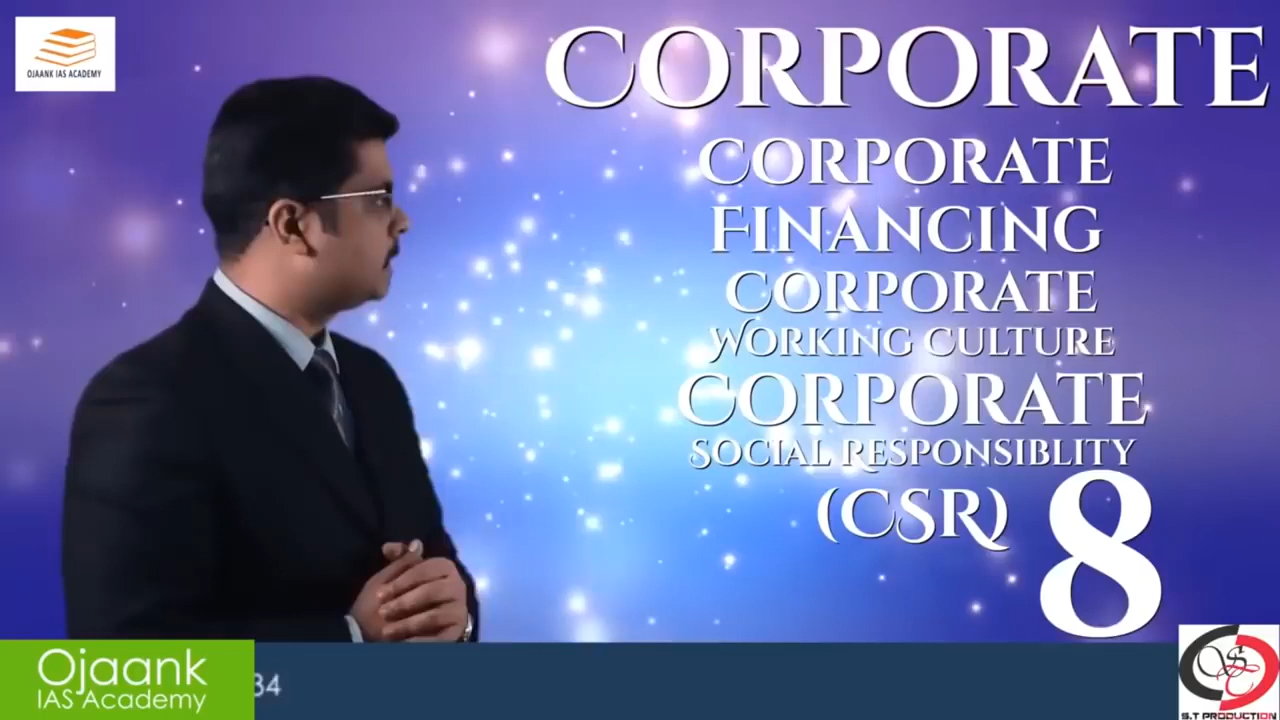 OJAANK IAS ACADEMY
CORPORATE
CORPORATE
FINANCING
CORPORATE
WORKING CULTURE
CORPORATE
SOCIAL RESPONSIBLITY
(CSR)
8
Ojaank
IAS Academy
34
S.T PRODUCTION